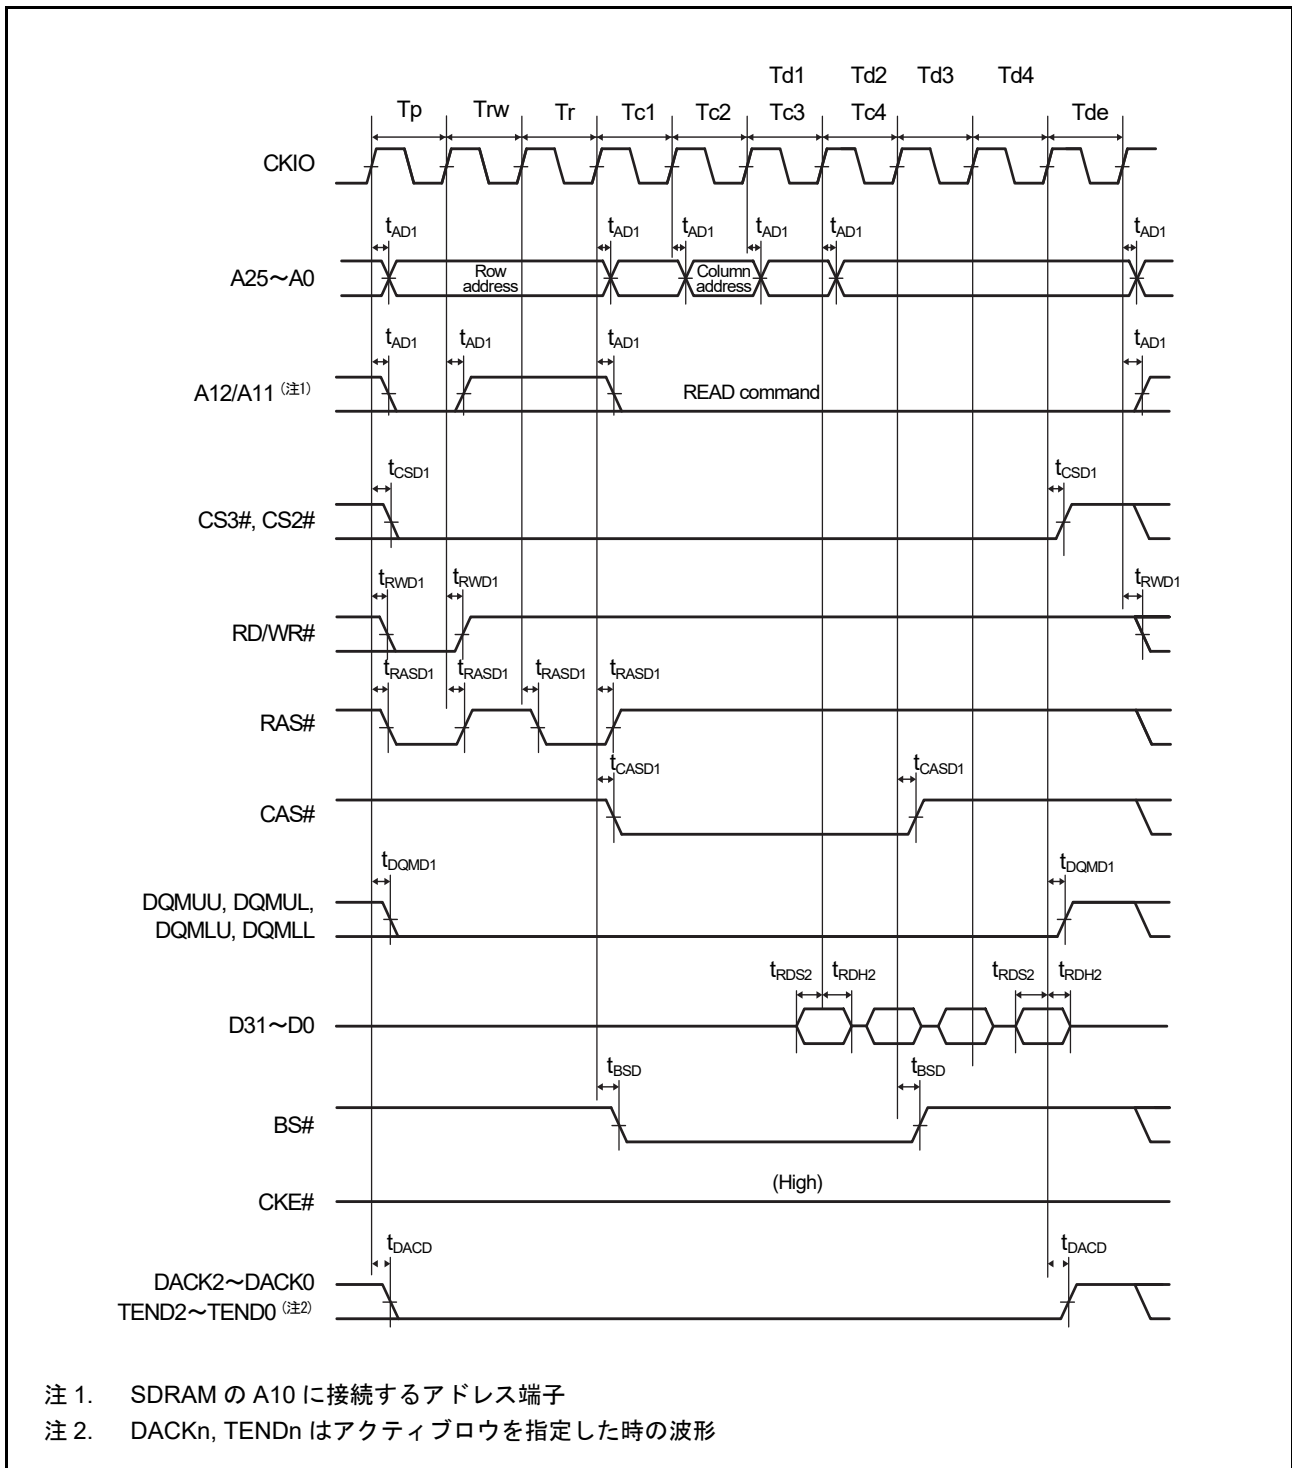 Td1 Td2 Td3 Td4
Tp Trw Tr Tc1 Tc2 Tc3 Tc4 Tde
CKIO
tAD1 tAD1 tAD1 tAD1 tAD1 tAD1
A25～A0 Row address Column address
tAD1 tAD1 tAD1 tAD1
A12/A11 (注1) READ command
tCSD1 tCSD1
CS3#, CS2#
tRWD1 tRWD1 tRWD1
RD/WR#
tRASD1 tRASD1 tRASD1 tRASD1
RAS#
tCASD1 tCASD1
CAS#
tDQMD1 tDQMD1
DQMUU, DQMUL,
DQMLU, DQMLL
tRDS2 tRDH2 tRDS2 tRDH2
D31～D0
tBSD tBSD
BS#
(High)
CKE#
tDACD tDACD
DACK2～DACK0
TEND2～TEND0 (注2)
注 1. SDRAM の A10 に接続するアドレス端子
注 2. DACKn, TENDn はアクティブロウを指定した時の波形